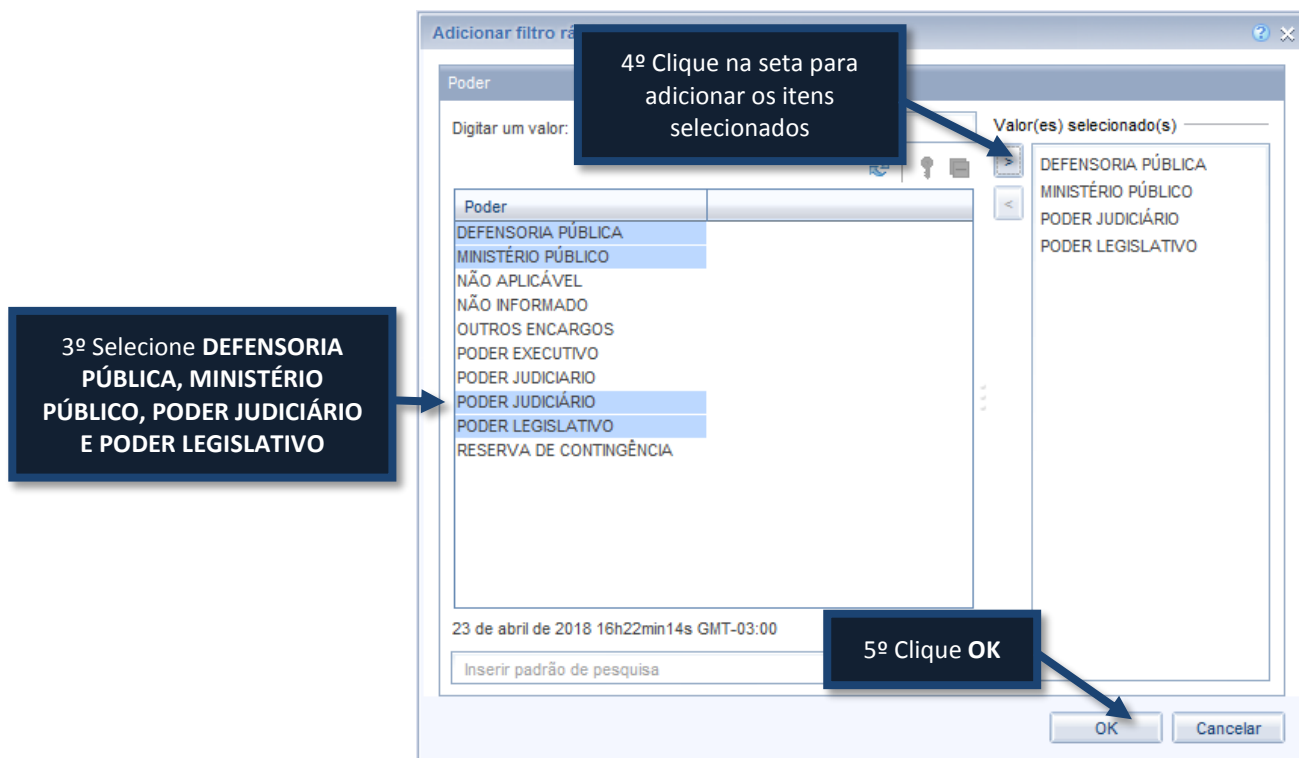 Adicionar filtro rá
4º Clique na seta para
adicionar os itens
selecionados
Poder
Digitar um valor:
Valor(es) selecionado(s)
>
<
DEFENSORIA PÚBLICA
MINISTÉRIO PÚBLICO
PODER JUDICIÁRIO
PODER LEGISLATIVO
Poder
DEFENSORIA PÚBLICA
MINISTÉRIO PÚBLICO
NÃO APLICÁVEL
NÃO INFORMADO
OUTROS ENCARGOS
PODER EXECUTIVO
PODER JUDICIARIO
PODER JUDICIÁRIO
PODER LEGISLATIVO
RESERVA DE CONTINGÊNCIA
3º Selecione DEFENSORIA
PÚBLICA, MINISTÉRIO
PÚBLICO, PODER JUDICIÁRIO
E PODER LEGISLATIVO
23 de abril de 2018 16h22min14s GMT-03:00
Inserir padrão de pesquisa
5º Clique OK
OK
Cancelar